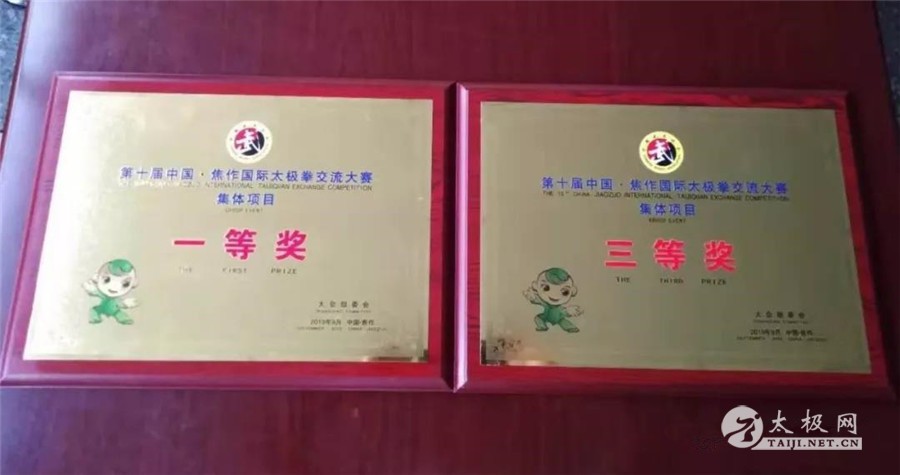 武
第十届中国·焦作国际太极拳交流大赛
INTERNATIONAL TAIJIQUAN EXCHANGE COMPETITION
集体项目
GROUP EVENT
一等奖
THE FIRST PRIZE
大会组委会
2019年9月 中国·焦作
武
第十届中国·焦作国际太极拳交流大赛
THE 10TH CHINA JIAOZUO INTERNATIONAL TAIJIQUAN EXCHANGE COMPETITION
集体项目
GROUP EVENT
三等奖
THE THIRD PRIZE
大会组委会
2019年9月 中国·焦作
太极网
TAIJI.NET.CN